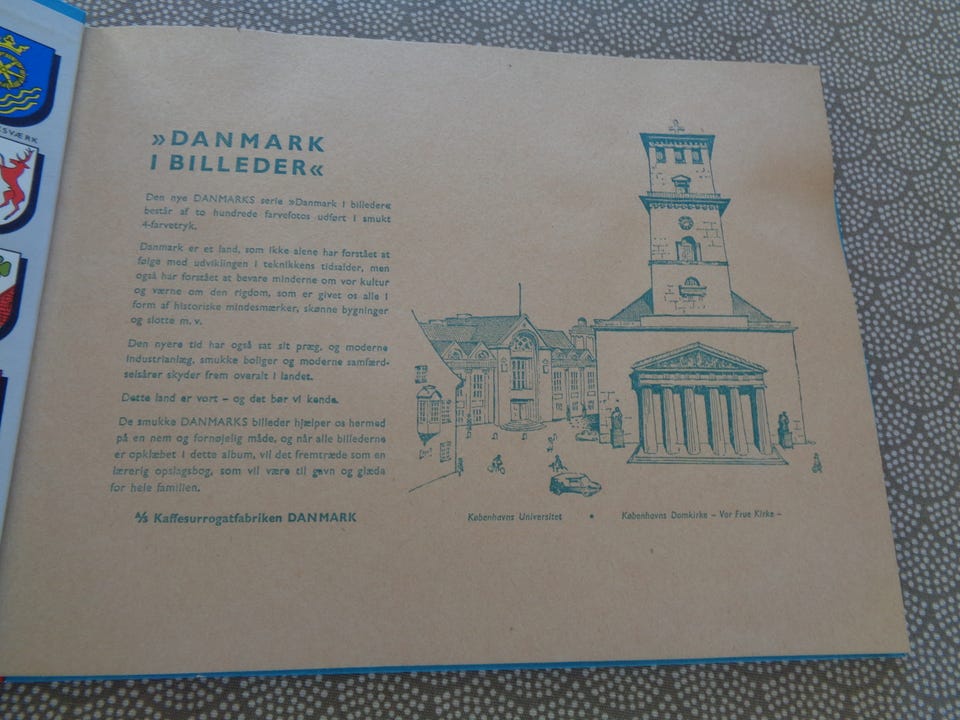 SVÆRK
»DANMARK
I BILLEDER«
Den nye DANMARKS serie »Danmark i billeder«
består af to hundrede farvefotos udført i smukt
4-farvetryk.
Danmark er et land, som ikke alene har forstået at
følge med udviklingen i teknikkens tidsalder, men
også har forstået at bevare minderne om vor kultur
og værne om den rigdom, som er givet os alle i
form af historiske mindesmærker, skønne bygninger
og slotte m. v.
Den nyere tid har også sat sit præg, og moderne
industrianlæg, smukke boliger og moderne samfærd-
selsårer skyder frem overalt i landet.
Dette land er vort – og det bør vi kende.
De smukke DANMARKS billeder hjælper os hermed
på en nem og fornøjelig måde, og når alle billederne
er opklæbet i dette album, vil det fremtræde som en
lærerig opslagsbog, som vil være til gavn og glæde
for hele familien.
A/S Kaffesurrogatfabriken DANMARK
Københavns Universitet • Københavns Domkirke – Vor Frue Kirke –